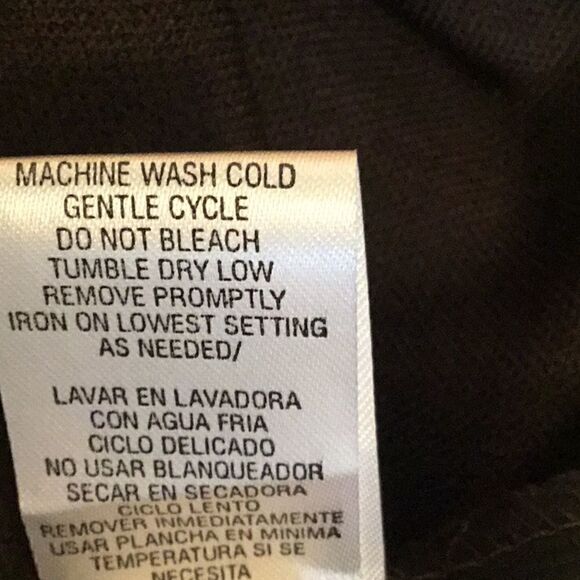 MACHINE WASH COLD
GENTLE CYCLE
DO NOT BLEACH
TUMBLE DRY LOW
REMOVE PROMPTLY
IRON ON LOWEST SETTING
AS NEEDED/
LAVAR EN LAVADORA
CON AGUA FRIA
CICLO DELICADO
NO USAR BLANQUEADOR
SECAR EN SECADORA
CICLO LENTO
REMOVER INMEDIATAMENTE
USAR PLANCHA EN MINIMA
TEMPERATURA SI SE
NECESITA